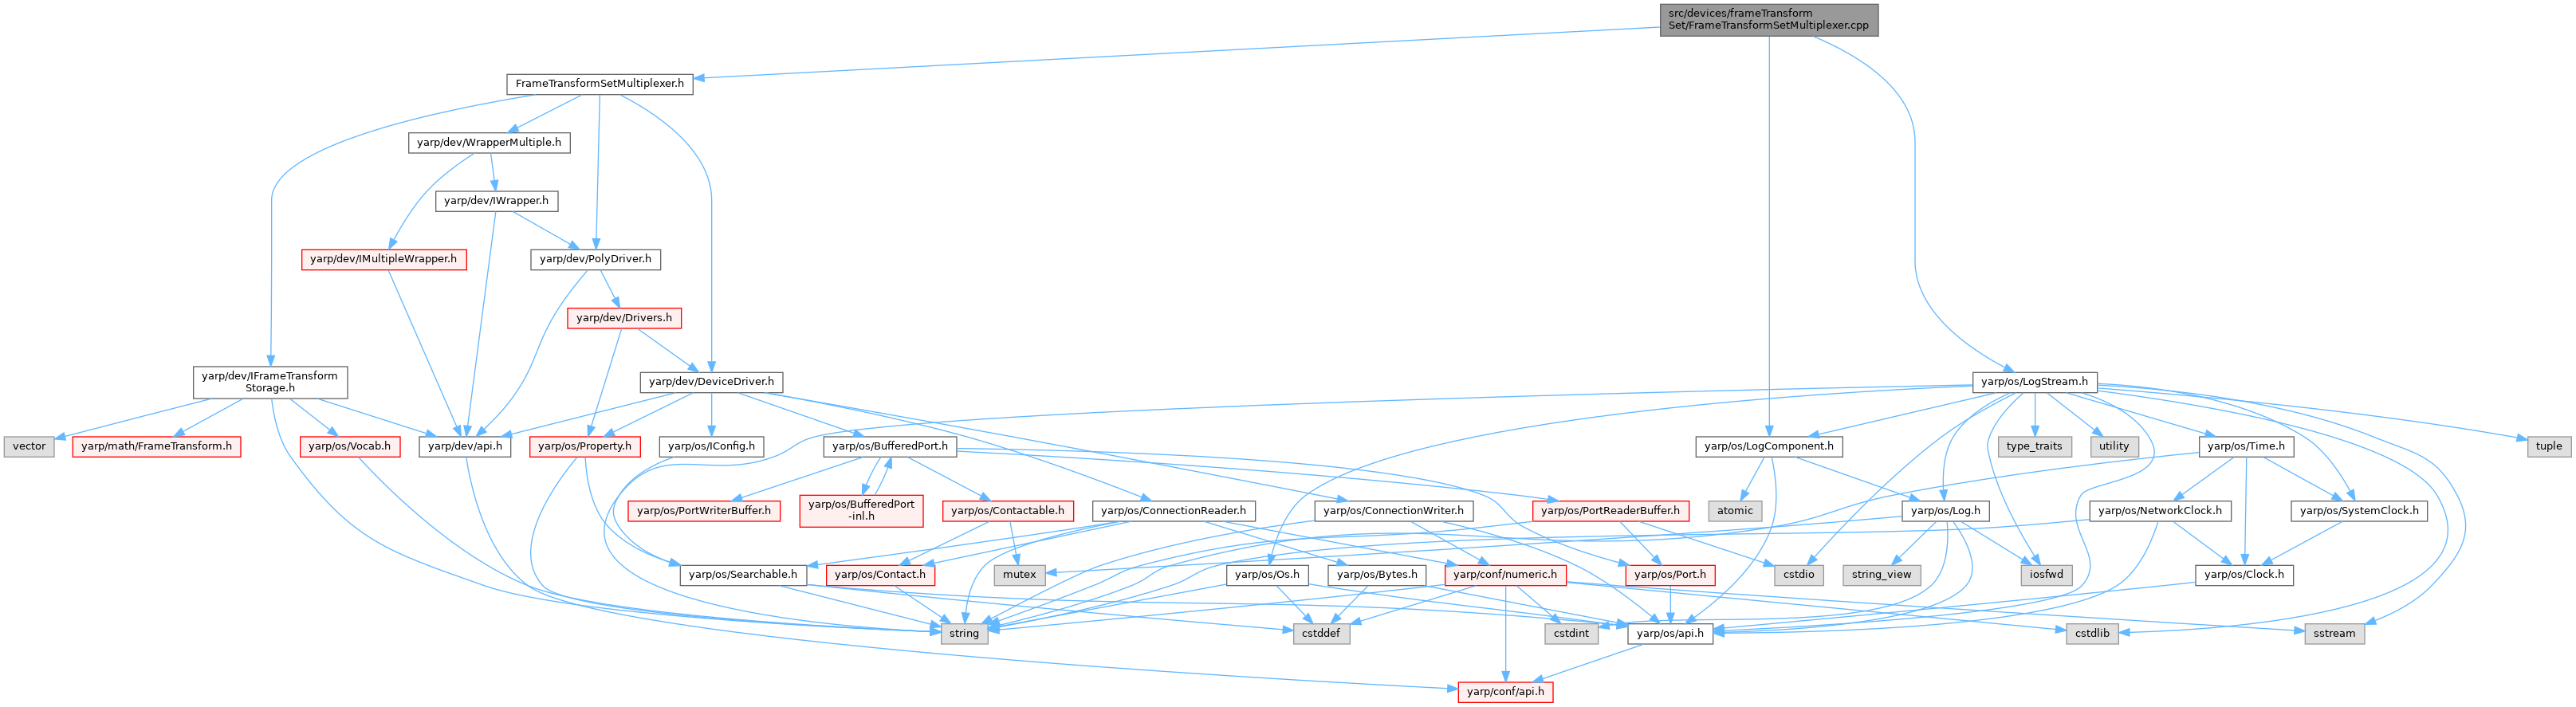 src/devices/frameTransform
Set/FrameTransformSetMultiplexer.cpp
FrameTransformSetMultiplexer.h
yarp/dev/WrapperMultiple.h
yarp/dev/IWrapper.h
yarp/dev/IMultipleWrapper.h
yarp/dev/PolyDriver.h
yarp/dev/Drivers.h
yarp/dev/IFrameTransform
Storage.h
yarp/dev/DeviceDriver.h
yarp/os/LogStream.h
vector
yarp/math/FrameTransform.h
yarp/os/Vocab.h
yarp/dev/api.h
yarp/os/Property.h
yarp/os/IConfig.h
yarp/os/BufferedPort.h
yarp/os/LogComponent.h
type_traits
utility
yarp/os/Time.h
tuple
yarp/os/PortWriterBuffer.h
yarp/os/BufferedPort
-inl.h
yarp/os/Contactable.h
yarp/os/ConnectionReader.h
yarp/os/ConnectionWriter.h
yarp/os/PortReaderBuffer.h
atomic
yarp/os/Log.h
yarp/os/NetworkClock.h
yarp/os/SystemClock.h
yarp/os/Searchable.h
yarp/os/Contact.h
mutex
yarp/os/Os.h
yarp/os/Bytes.h
yarp/conf/numeric.h
yarp/os/Port.h
cstdio
string_view
iosfwd
yarp/os/Clock.h
string
cstddef
cstdint
yarp/os/api.h
cstdlib
sstream
yarp/conf/api.h